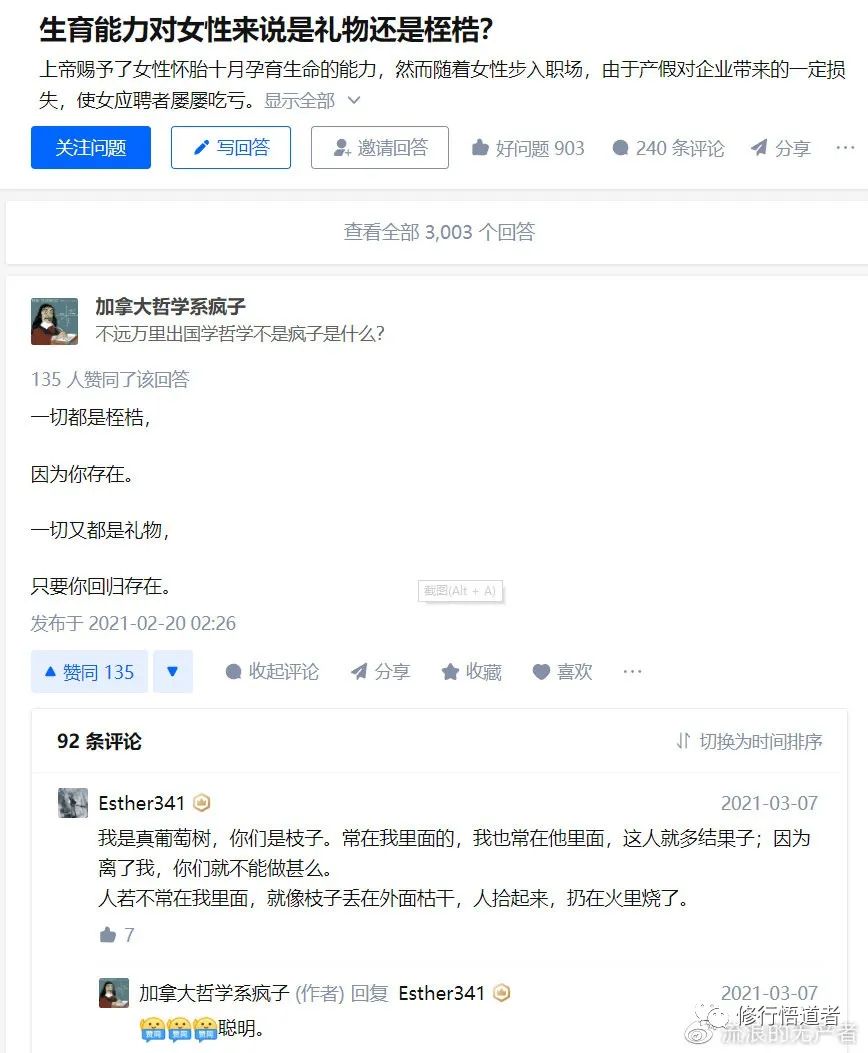 生育能力对女性来说是礼物还是桎梏？
上帝赐予了女性怀胎十月孕育生命的能力，然而随着女性步入职场，由于产假对企业带来的一定损
失，使女应聘者屡屡吃亏。显示全部
关注问题 写回答 邀请回答 好问题 903 240 条评论 分享 ···
查看全部 3,003 个回答
加拿大哲学系疯子
不远万里出国学哲学不是疯子是什么？
135 人赞同了该回答
一切都是桎梏，
因为你存在。
一切又都是礼物，
只要你回归存在。
截图(Alt + A)
发布于 2021-02-20 02:26
赞同 135 收起评论 分享 收藏 喜欢 ···
92 条评论 切换为时间排序
Esther341 2021-03-07
我是真葡萄树，你们是枝子。常在我里面的，我也常在他里面，这人就多结果子；因为
离了我，你们就不能做甚么。
人若不常在我里面，就像枝子丢在外面枯干，人拾起来，扔在火里烧了。
7
加拿大哲学系疯子 (作者) 回复 Esther341 2021-03-07
赞同 赞同 赞同 聪明。
修行悟道者
流浪的无产者